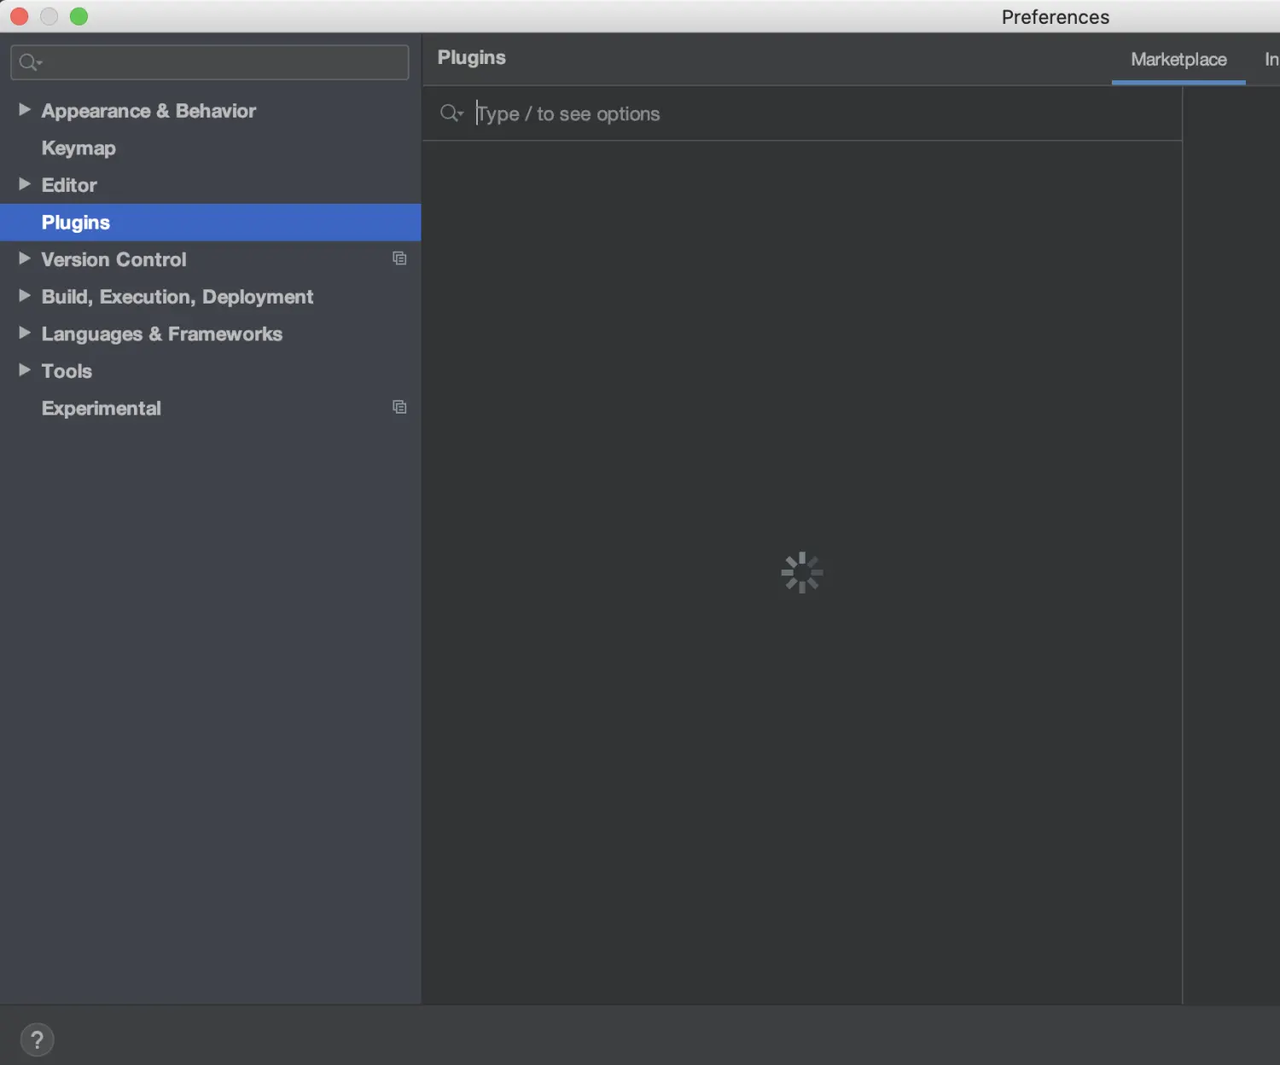 Preferences
Plugins
Marketplace
In
Type / to see options
Appearance & Behavior
Keymap
Editor
Plugins
Version Control
Build, Execution, Deployment
Languages & Frameworks
Tools
Experimental
?